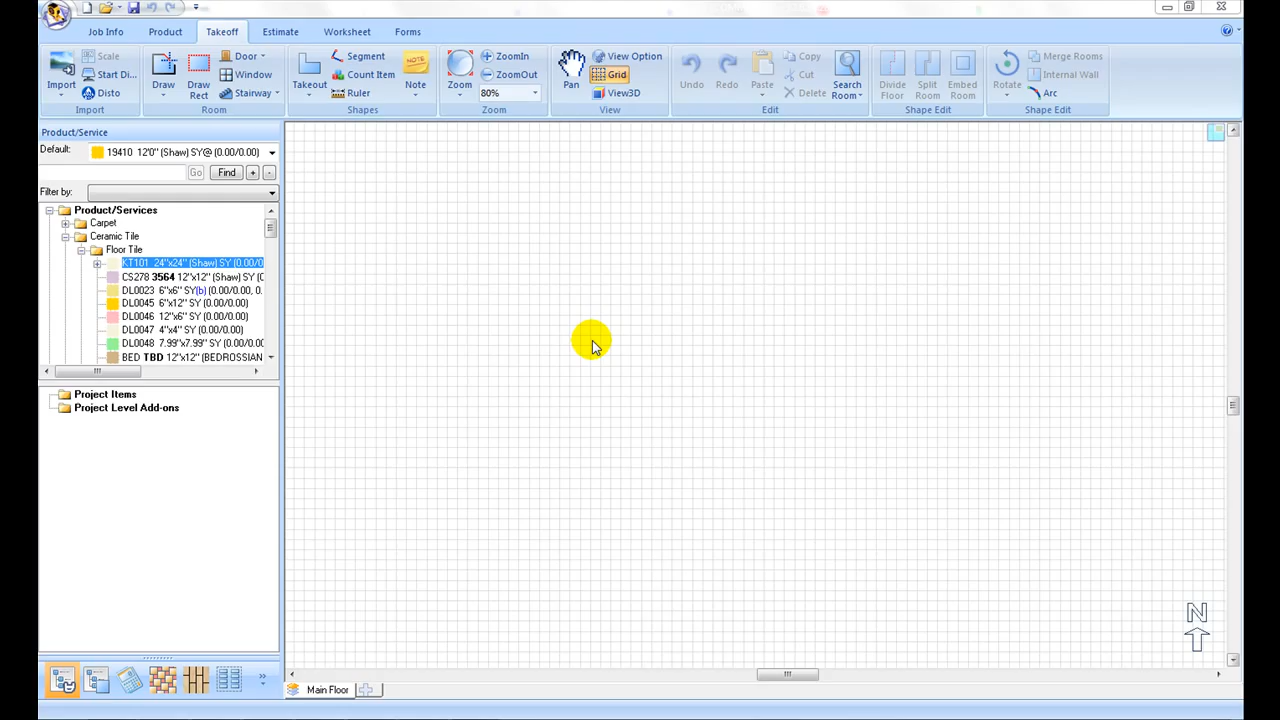 Job Info Product Takeoff Estimate Worksheet Forms
Import Scale Start Di... Disto Import
Draw Draw Rect Door Window Stairway Room
Takeout Segment Count Item Ruler Note NOTE Shapes
Zoom ZoomIn ZoomOut 80% Zoom
Pan View Option Grid View3D View
Undo Redo Paste Copy Cut Delete Search Room Edit
Divide Floor Split Room Embed Room Shape Edit
Rotate Merge Rooms Internal Wall Arc Shape Edit
Product/Service
Default: 19410 12'0" (Shaw) SY@ (0.00/0.00)
Go Find + -
Filter by:
Product/Services
Carpet
Ceramic Tile
Floor Tile
KT101 24"x24" (Shaw) SY (0.00/0
CS278 3564 12"x12" (Shaw) SY (0
DL0023 6"x6" SY(b) (0.00/0.00, 0.
DL0045 6"x12" SY (0.00/0.00)
DL0046 12"x6" SY (0.00/0.00)
DL0047 4"x4" SY (0.00/0.00)
DL0048 7.99"x7.99" SY (0.00/0.00
BED TBD 12"x12" (BEDROSSIAN
Project Items
Project Level Add-ons
N
Main Floor